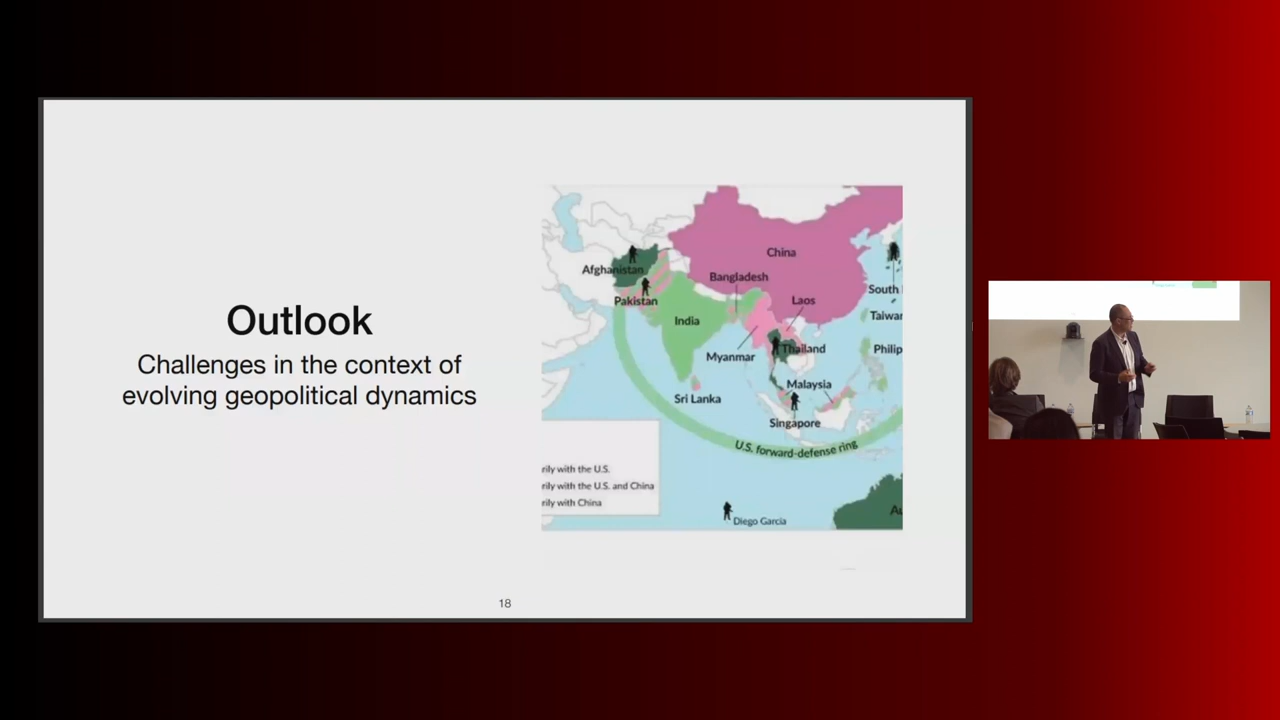 Outlook
Challenges in the context of
evolving geopolitical dynamics
China
Afghanistan
Bangladesh
Pakistan
South
Laos
Taiwan
India
Thailand
Philip
Myanmar
Malaysia
Sri Lanka
Singapore
U.S. forward-defense ring
rily with the U.S.
rily with the U.S. and China
rily with China
Au
Diego Garcia
18